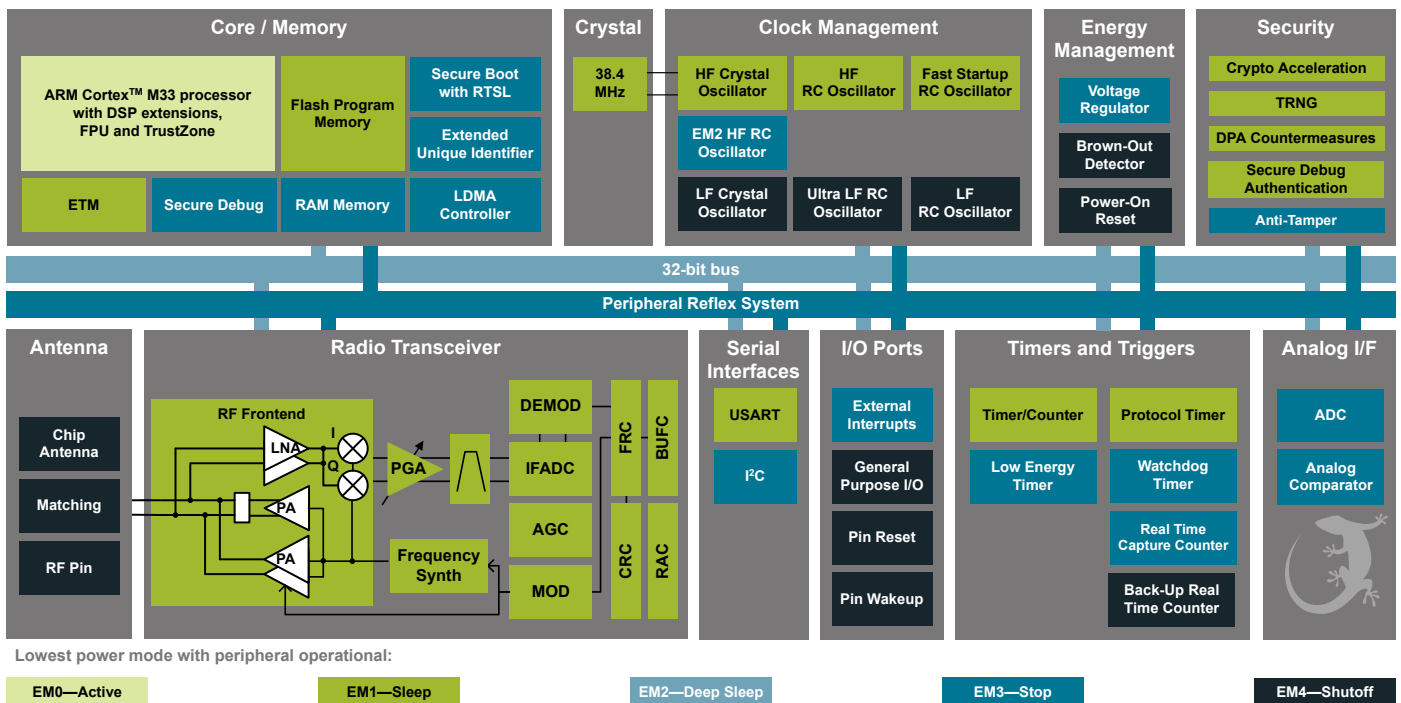 Core / Memory
ARM Cortex™ M33 processor
with DSP extensions,
FPU and TrustZone
Flash Program
Memory
Secure Boot
with RTSL
Extended
Unique Identifier
ETM
Secure Debug
RAM Memory
LDMA
Controller
Crystal
38.4
MHz
Clock Management
HF Crystal
Oscillator
HF
RC Oscillator
Fast Startup
RC Oscillator
EM2 HF RC
Oscillator
LF Crystal
Oscillator
Ultra LF RC
Oscillator
LF
RC Oscillator
Energy
Management
Voltage
Regulator
Brown-Out
Detector
Power-On
Reset
Security
Crypto Acceleration
TRNG
DPA Countermeasures
Secure Debug
Authentication
Anti-Tamper
32-bit bus
Peripheral Reflex System
Antenna
Chip
Antenna
Matching
RF Pin
Radio Transceiver
RF Frontend
LNA
I
Q
PA
PA
PGA
Frequency
Synth
DEMOD
IFADC
AGC
MOD
FRC
BUFC
CRC
RAC
Serial
Interfaces
USART
I²C
I/O Ports
External
Interrupts
General
Purpose I/O
Pin Reset
Pin Wakeup
Timers and Triggers
Timer/Counter
Protocol Timer
Low Energy
Timer
Watchdog
Timer
Real Time
Capture Counter
Back-Up Real
Time Counter
Analog I/F
ADC
Analog
Comparator
Lowest power mode with peripheral operational:
EM0—Active
EM1—Sleep
EM2—Deep Sleep
EM3—Stop
EM4—Shutoff